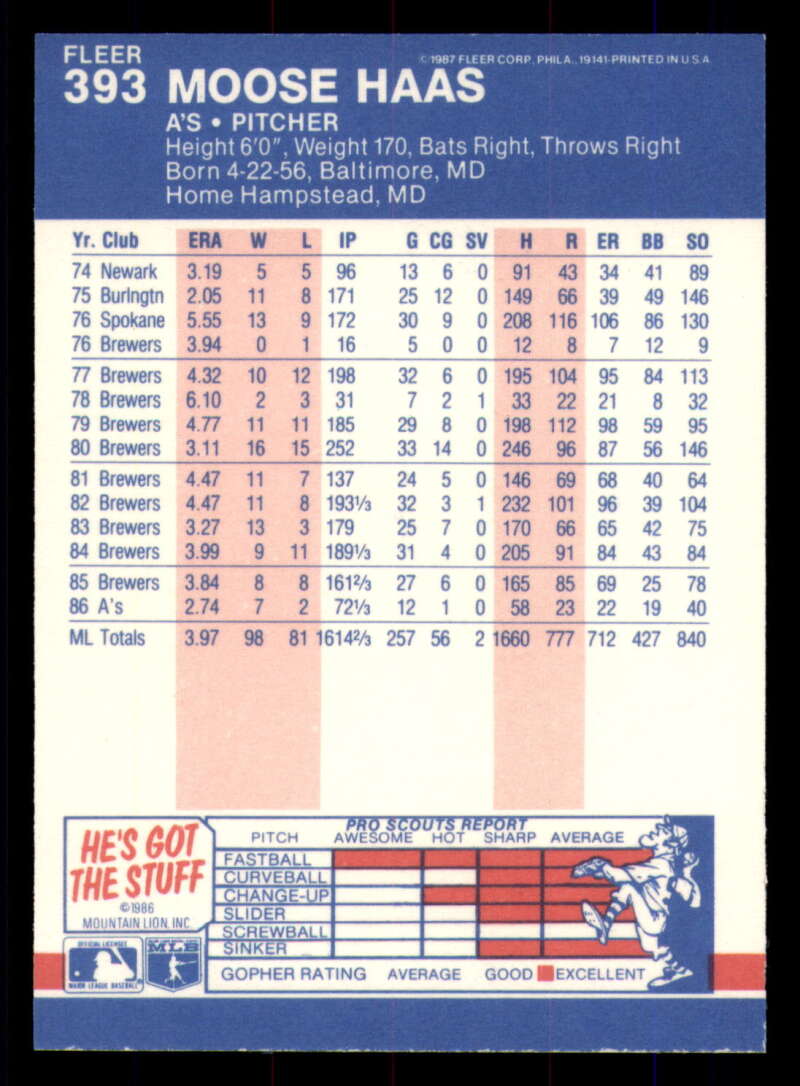 FLEER
©1987 FLEER CORP., PHILA., 19141-PRINTED IN U.S.A.
393 MOOSE HAAS
A'S • PITCHER
Height 6'0", Weight 170, Bats Right, Throws Right
Born 4-22-56, Baltimore, MD
Home Hampstead, MD
Yr. Club ERA W L IP G CG SV H R ER BB SO
74 Newark 3.19 5 5 96 13 6 0 91 43 34 41 89
75 Burlngtn 2.05 11 8 171 25 12 0 149 66 39 49 146
76 Spokane 5.55 13 9 172 30 9 0 208 116 106 86 130
76 Brewers 3.94 0 1 16 5 0 0 12 8 7 12 9
77 Brewers 4.32 10 12 198 32 6 0 195 104 95 84 113
78 Brewers 6.10 2 3 31 7 2 1 33 22 21 8 32
79 Brewers 4.77 11 11 185 29 8 0 198 112 98 59 95
80 Brewers 3.11 16 15 252 33 14 0 246 96 87 56 146
81 Brewers 4.47 11 7 137 24 5 0 146 69 68 40 64
82 Brewers 4.47 11 8 193⅓ 32 3 1 232 101 96 39 104
83 Brewers 3.27 13 3 179 25 7 0 170 66 65 42 75
84 Brewers 3.99 9 11 189⅓ 31 4 0 205 91 84 43 84
85 Brewers 3.84 8 8 161⅔ 27 6 0 165 85 69 25 78
86 A's 2.74 7 2 72⅓ 12 1 0 58 23 22 19 40
ML Totals 3.97 98 81 1614⅔ 257 56 2 1660 777 712 427 840
HE'S GOT
THE STUFF
©1986
MOUNTAIN LION, INC.
OFFICIAL LICENSEE
MAJOR LEAGUE BASEBALL
MLB
PRO SCOUTS REPORT
PITCH AWESOME HOT SHARP AVERAGE
FASTBALL
CURVEBALL
CHANGE-UP
SLIDER
SCREWBALL
SINKER
GOPHER RATING AVERAGE GOOD EXCELLENT